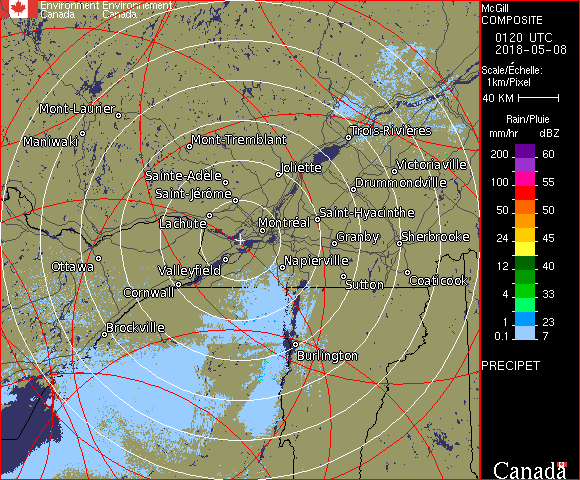 Environment Environnement
Canada Canada
McGill
COMPOSITE
0120 UTC
2018-05-08
Scale/Échelle:
1km/Pixel
40 KM
Rain/Pluie
mm/hr dBZ
200 60
100 55
50 50
24 45
12 40
4 33
1 23
0.1 7
PRECIPET
Canada
Mont-Laurier
Maniwaki
Mont-Tremblant
Trois-Rivières
Joliette
Victoriaville
Sainte-Adèle
Drummondville
Saint-Jérôme
Lachute
Montréal
Saint-Hyacinthe
Granby
Sherbrooke
Ottawa
Valleyfield
Napierville
Cornwall
Sutton
Coaticook
Brockville
Burlington